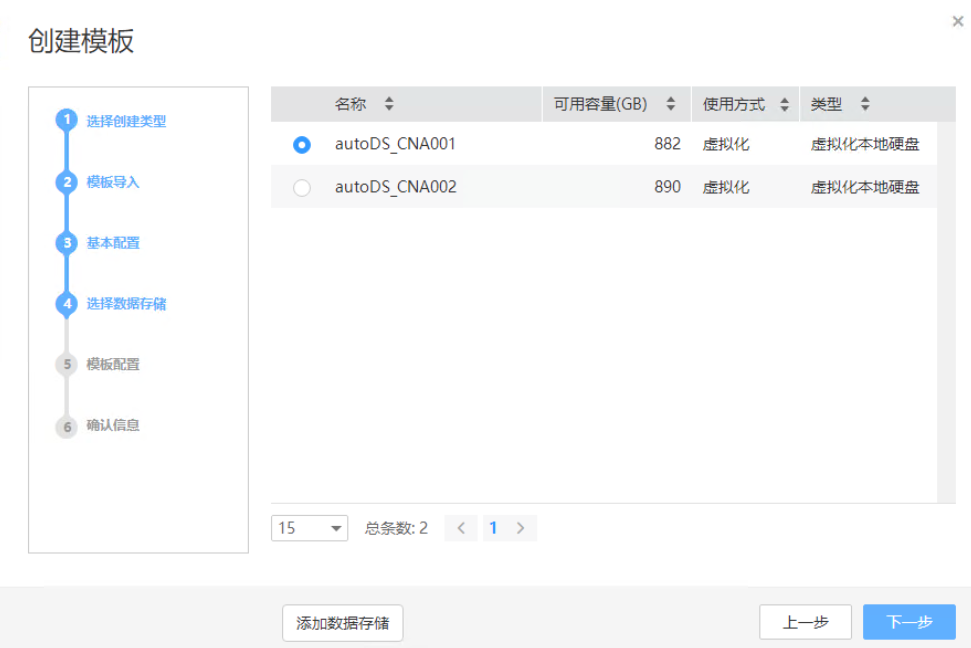 创建模板
1 选择创建类型
2 模板导入
3 基本配置
4 选择数据存储
5 模板配置
6 确认信息
名称 可用容量(GB) 使用方式 类型
autoDS_CNA001 882 虚拟化 虚拟化本地硬盘
autoDS_CNA002 890 虚拟化 虚拟化本地硬盘
15 总条数: 2 < 1 >
添加数据存储 上一步 下一步